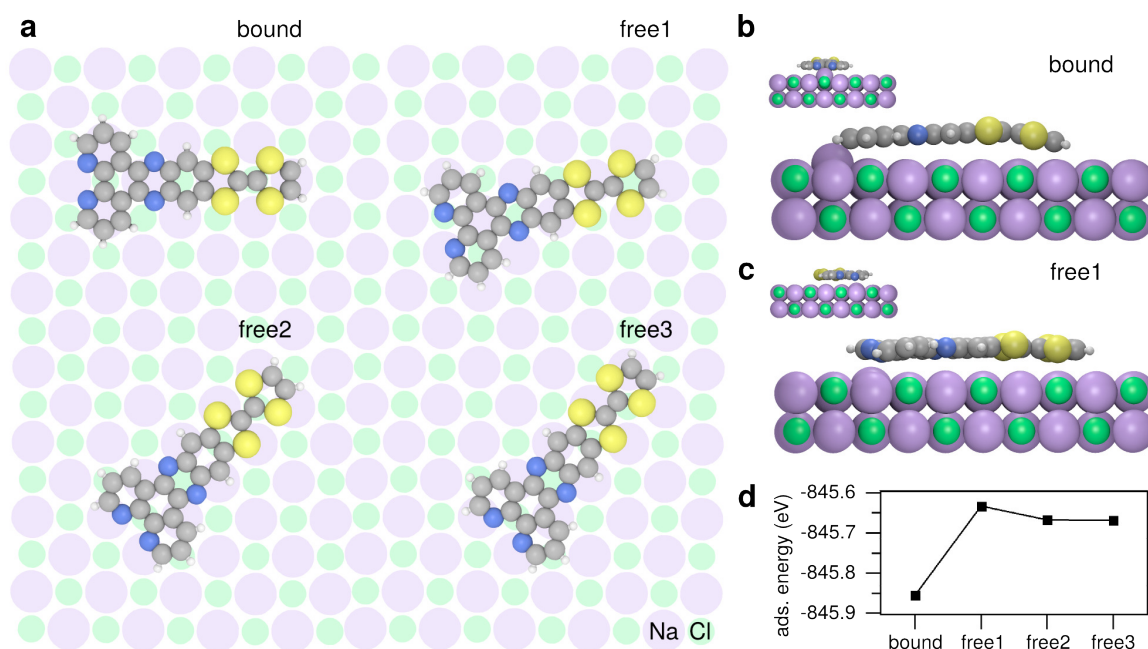 a
bound
free1
free2
free3
Na Cl
b
bound
c
free1
d
ads. energy (eV)
-845.6
-845.7
-845.8
-845.9
bound free1 free2 free3